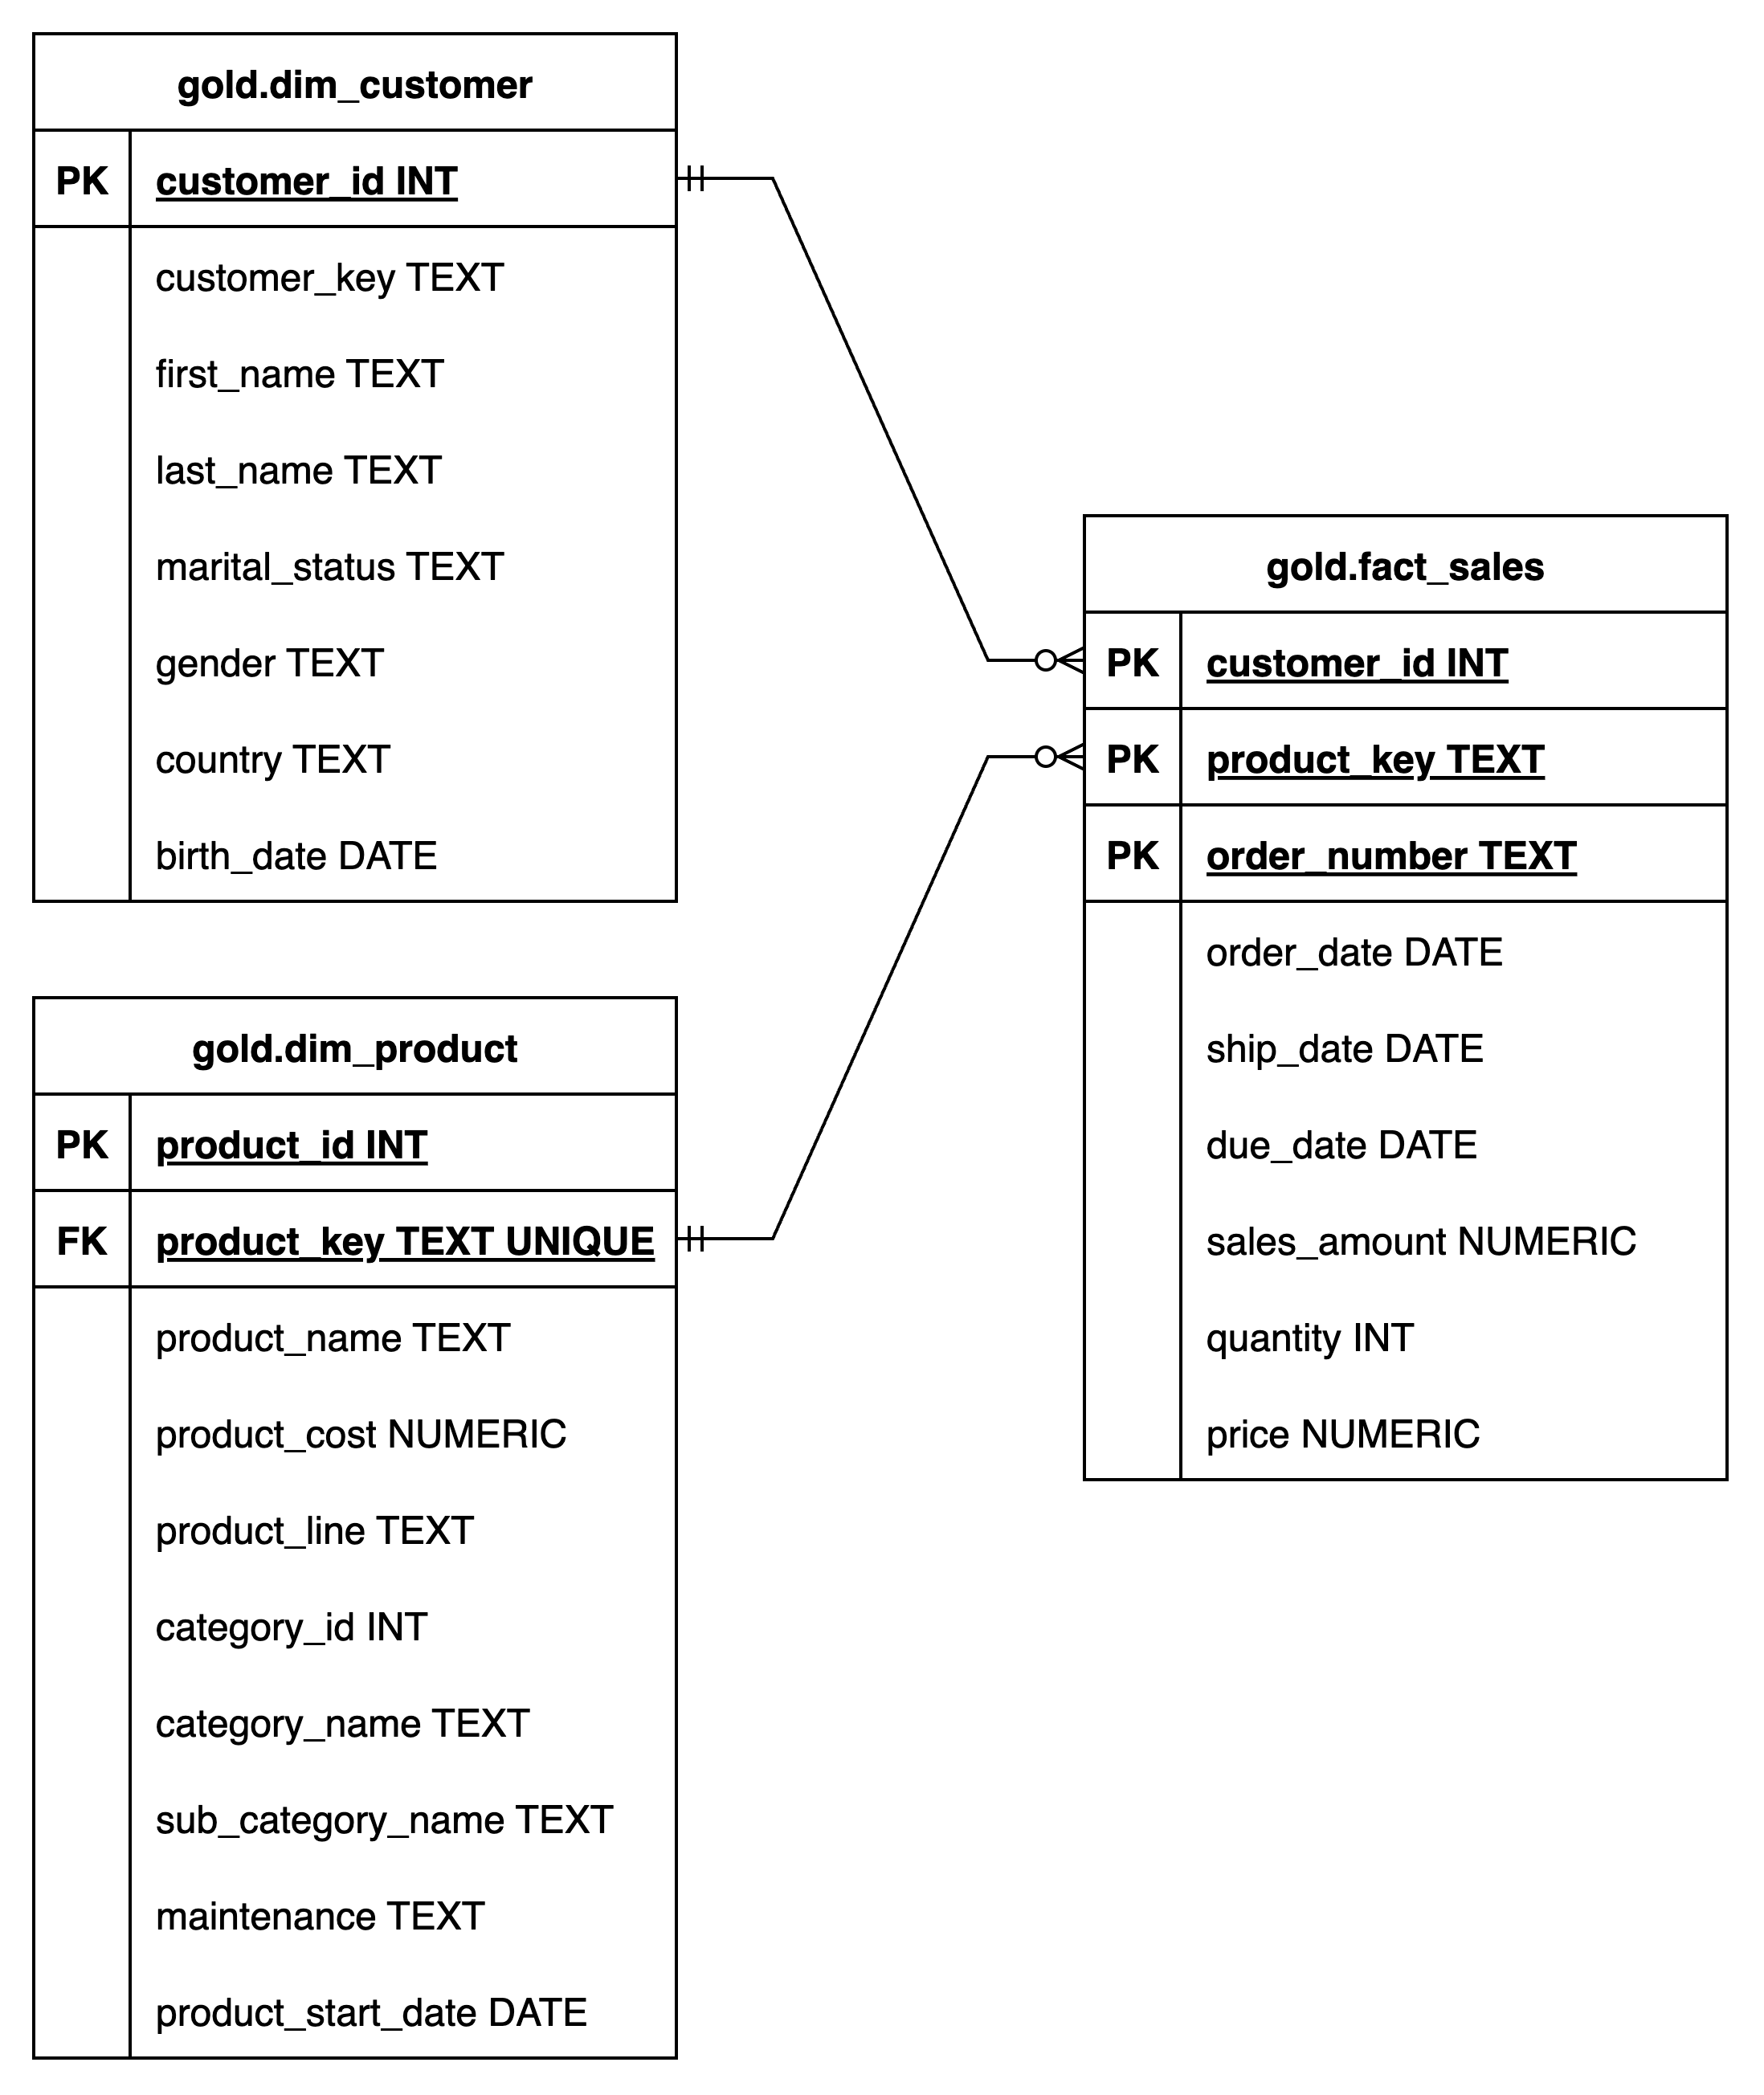 gold.dim_customer
PK customer_id INT
customer_key TEXT
first_name TEXT
last_name TEXT
marital_status TEXT
gender TEXT
country TEXT
birth_date DATE
gold.dim_product
PK product_id INT
FK product_key TEXT UNIQUE
product_name TEXT
product_cost NUMERIC
product_line TEXT
category_id INT
category_name TEXT
sub_category_name TEXT
maintenance TEXT
product_start_date DATE
gold.fact_sales
PK customer_id INT
PK product_key TEXT
PK order_number TEXT
order_date DATE
ship_date DATE
due_date DATE
sales_amount NUMERIC
quantity INT
price NUMERIC